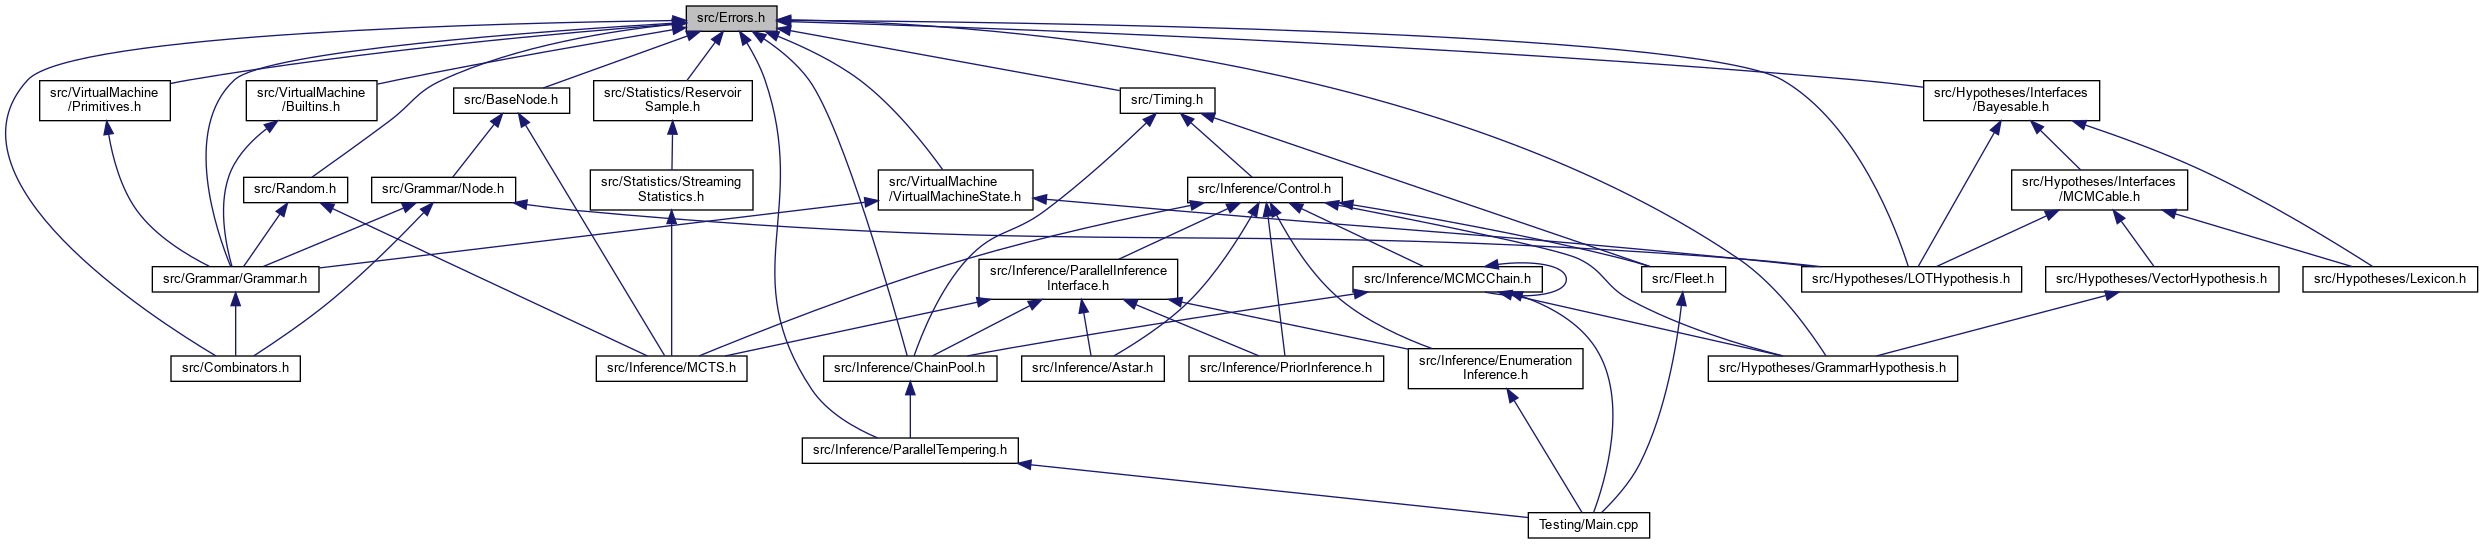 src/Errors.h
src/VirtualMachine
/Primitives.h
src/VirtualMachine
/Builtins.h
src/BaseNode.h
src/Statistics/Reservoir
Sample.h
src/Timing.h
src/Hypotheses/Interfaces
/Bayesable.h
src/Random.h
src/Grammar/Node.h
src/Statistics/Streaming
Statistics.h
src/VirtualMachine
/VirtualMachineState.h
src/Inference/Control.h
src/Hypotheses/Interfaces
/MCMCable.h
src/Grammar/Grammar.h
src/Inference/ParallelInference
Interface.h
src/Inference/MCMCChain.h
src/Fleet.h
src/Hypotheses/LOTHypothesis.h
src/Hypotheses/VectorHypothesis.h
src/Hypotheses/Lexicon.h
src/Combinators.h
src/Inference/MCTS.h
src/Inference/ChainPool.h
src/Inference/Astar.h
src/Inference/PriorInference.h
src/Inference/Enumeration
Inference.h
src/Hypotheses/GrammarHypothesis.h
src/Inference/ParallelTempering.h
Testing/Main.cpp